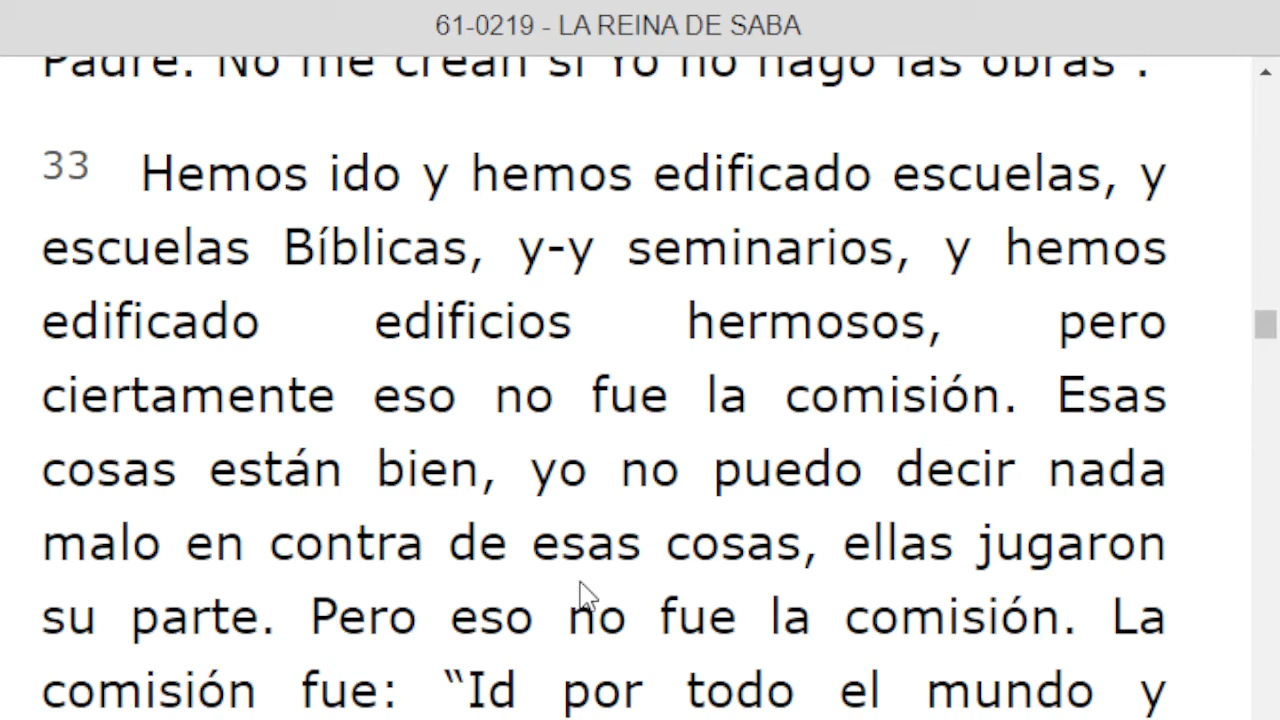 61-0219 - LA REINA DE SABA
Padre. No me crean si Yo no hago las obras".
33 Hemos ido y hemos edificado escuelas, y
escuelas Bíblicas, y-y seminarios, y hemos
edificado edificios hermosos, pero
ciertamente eso no fue la comisión. Esas
cosas están bien, yo no puedo decir nada
malo en contra de esas cosas, ellas jugaron
su parte. Pero eso no fue la comisión. La
comisión fue: “Id por todo el mundo y